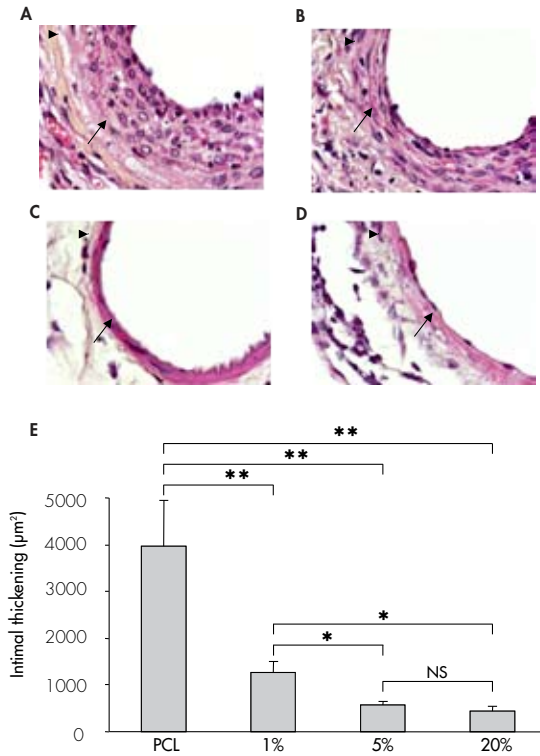 A
B
C
D
E
**
**
**
*
*
NS
Intimal thickening (µm²)
5000
4000
3000
2000
1000
0
PCL 1% 5% 20%